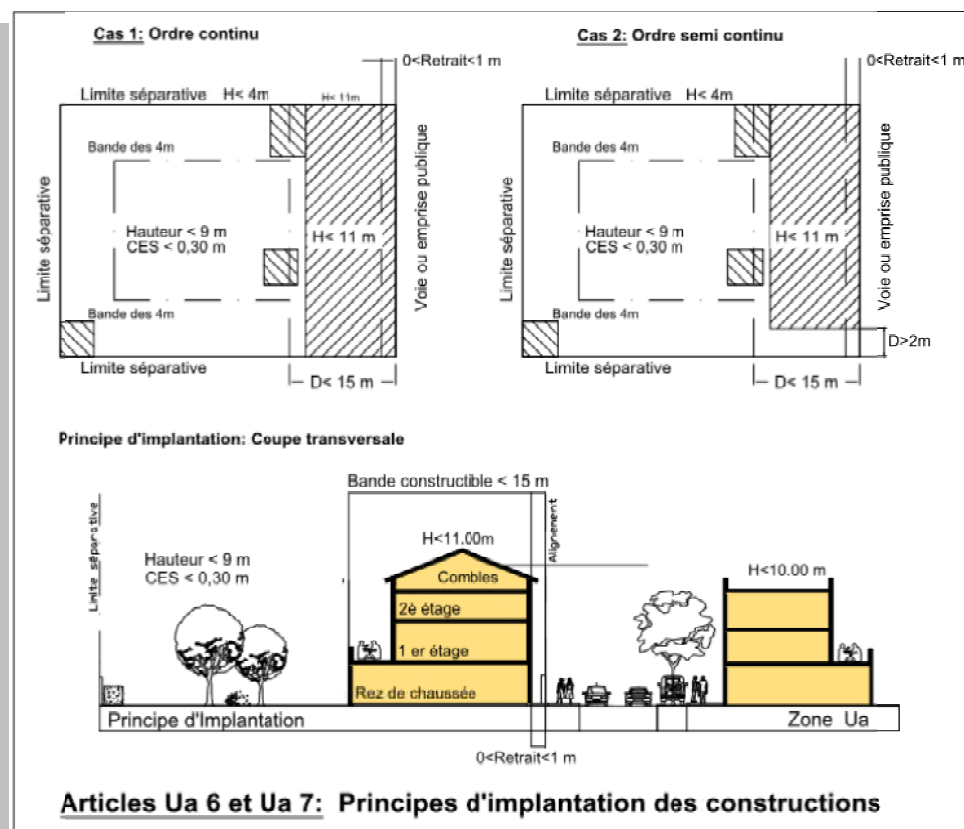 Cas 1: Ordre continu
0<Retrait<1 m
Limite séparative H< 4m
H< 11m
Bande des 4m
Limite séparative
Hauteur < 9 m
CES < 0,30 m
H< 11 m
Voie ou emprise publique
Bande des 4m
Limite séparative
D< 15 m
Cas 2: Ordre semi continu
0<Retrait<1 m
Limite séparative H< 4m
Bande des 4m
Limite séparative
Hauteur < 9 m
CES < 0,30 m
H< 11 m
Voie ou emprise publique
Bande des 4m
D>2m
Limite séparative
D< 15 m
Principe d'implantation: Coupe transversale
Bande constructible < 15 m
Limite séparative
Hauteur < 9 m
CES < 0,30 m
H<11.00m
Alignement
Combles
2è étage
1 er étage
Rez de chaussée
H<10.00 m
Principe d'Implantation
Zone Ua
0<Retrait<1 m
Articles Ua 6 et Ua 7: Principes d'implantation des constructions